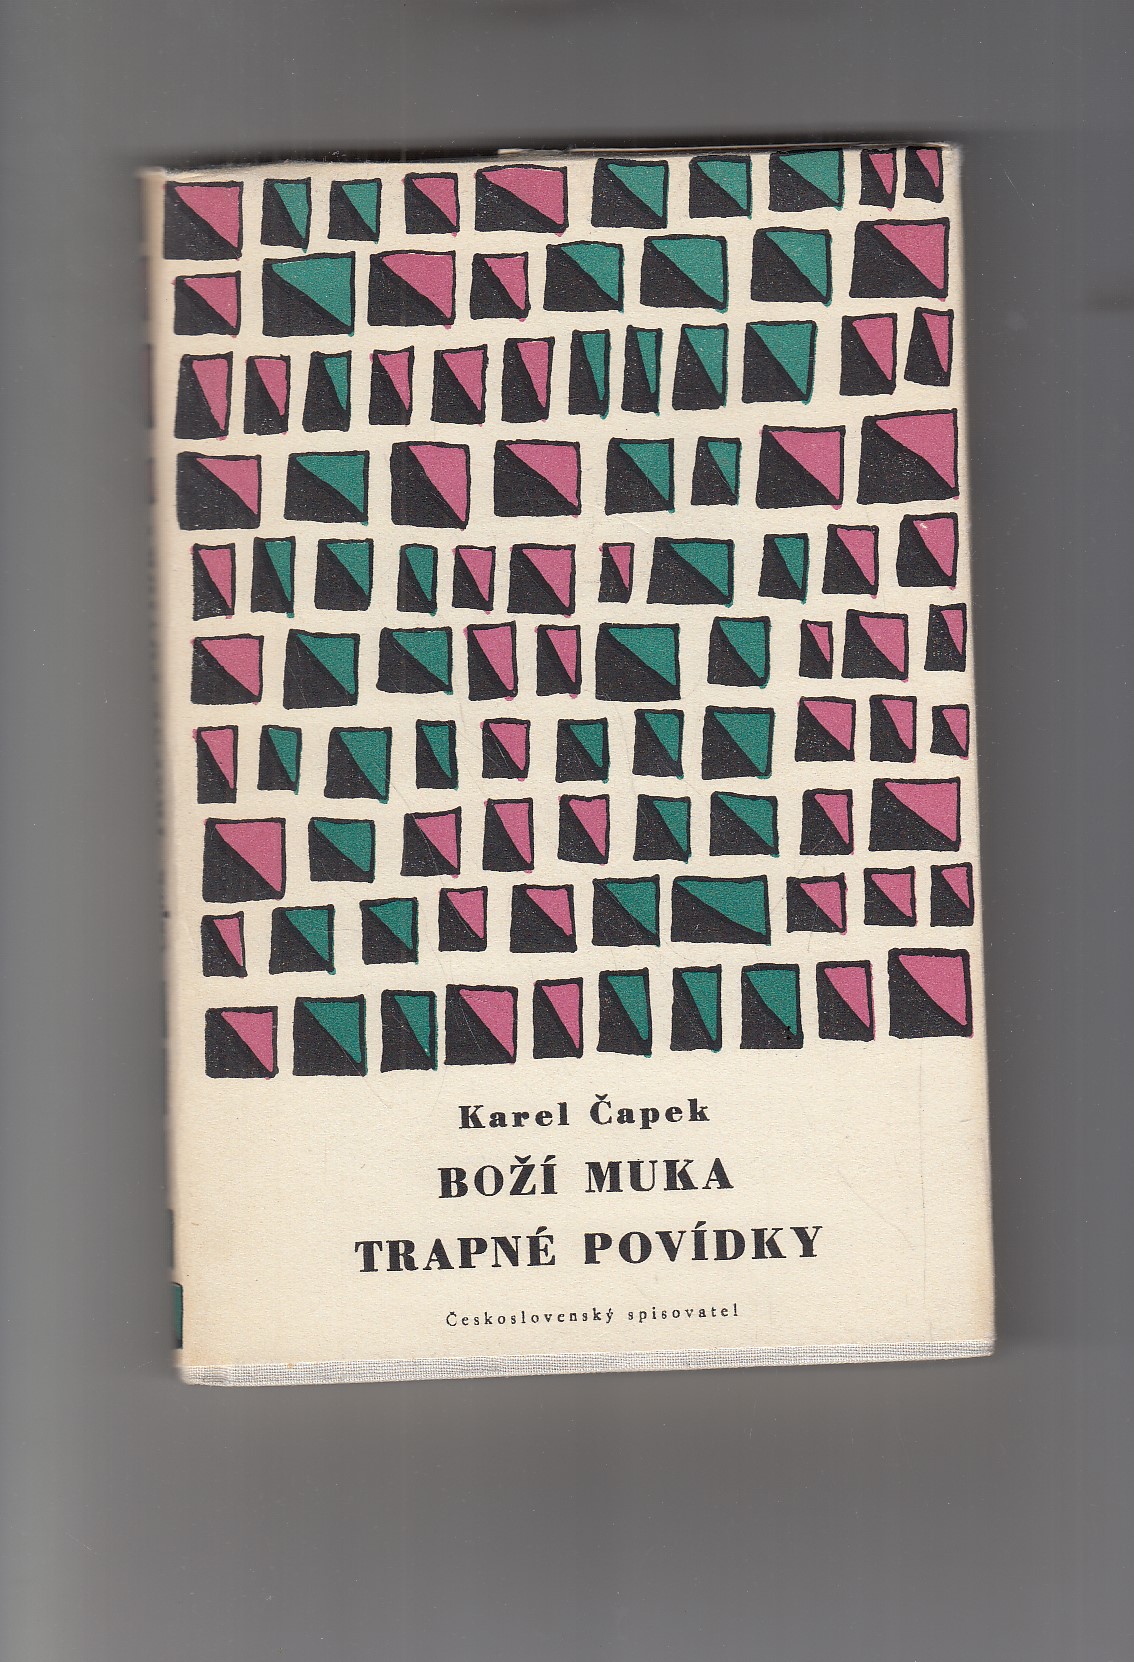 Karel Čapek
BOŽÍ MUKA
TRAPNÉ POVÍDKY
Československý spisovatel